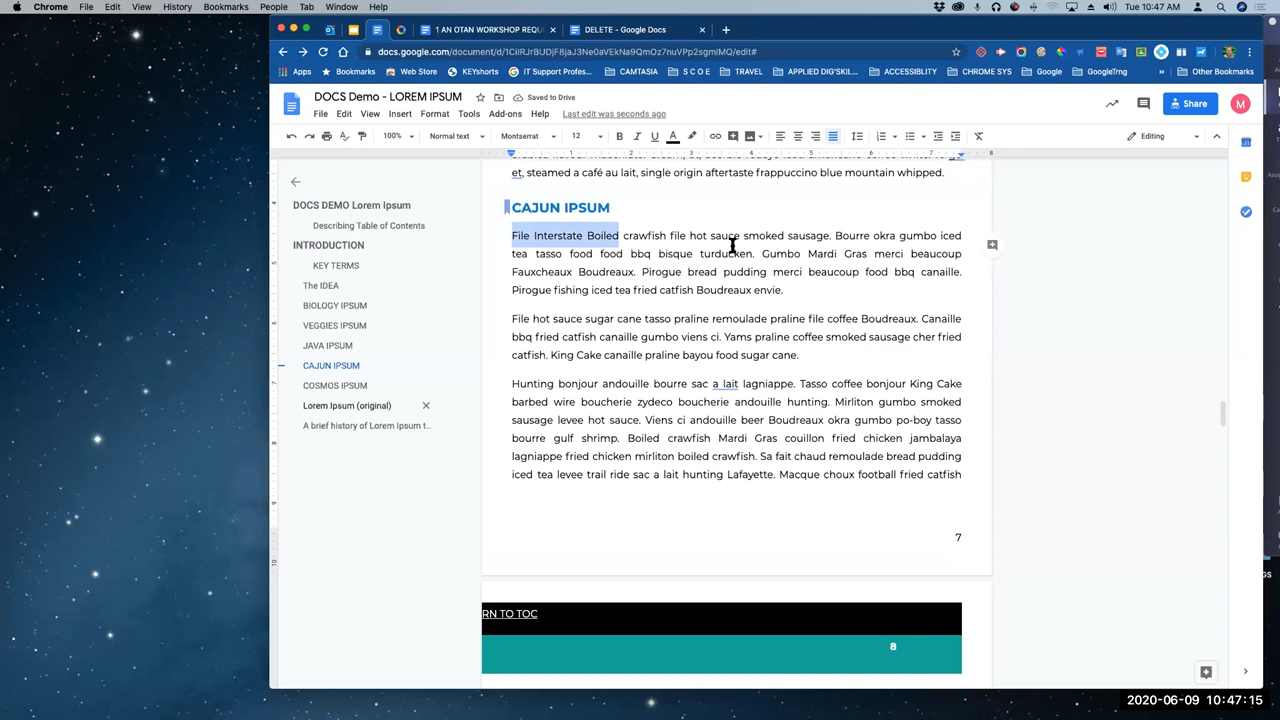 Chrome File Edit View History Bookmarks People Tab Window Help
Tue 10:47 AM
1 AN OTAN WORKSHOP REQU
DELETE - Google Docs
docs.google.com/document/d/1CiIRJrBUDjF8jaJ3Ne0aVEkNa9QmOz7nuVPp2sgmIMQ/edit#
Apps Bookmarks Web Store KEYshorts IT Support Profes... CAMTASIA S C O E TRAVEL APPLIED DIG'SKIL... ACCESSIBLITY CHROME SYS Google GoogleTrng » Other Bookmarks
DOCS Demo - LOREM IPSUM
Saved to Drive
File Edit View Insert Format Tools Add-ons Help
Last edit was seconds ago
Share
M
100% Normal text Montserrat 12 B I U A Editing
1 2 3 4 5 6 7 8
DOCS DEMO Lorem Ipsum
Describing Table of Contents
INTRODUCTION
KEY TERMS
The IDEA
BIOLOGY IPSUM
VEGGIES IPSUM
JAVA IPSUM
CAJUN IPSUM
COSMOS IPSUM
Lorem Ipsum (original)
A brief history of Lorem Ipsum t...
et, steamed a café au lait, single origin aftertaste frappuccino blue mountain whipped.
CAJUN IPSUM
File Interstate Boiled crawfish file hot sauce smoked sausage. Bourre okra gumbo iced
tea tasso food food bbq bisque turducken. Gumbo Mardi Gras merci beaucoup
Fauxcheaux Boudreaux. Pirogue bread pudding merci beaucoup food bbq canaille.
Pirogue fishing iced tea fried catfish Boudreaux envie.
File hot sauce sugar cane tasso praline remoulade praline file coffee Boudreaux. Canaille
bbq fried catfish canaille gumbo viens ci. Yams praline coffee smoked sausage cher fried
catfish. King Cake canaille praline bayou food sugar cane.
Hunting bonjour andouille bourre sac a lait lagniappe. Tasso coffee bonjour King Cake
barbed wire boucherie zydeco boucherie andouille hunting. Mirliton gumbo smoked
sausage levee hot sauce. Viens ci andouille beer Boudreaux okra gumbo po-boy tasso
bourre gulf shrimp. Boiled crawfish Mardi Gras couillon fried chicken jambalaya
lagniappe fried chicken mirliton boiled crawfish. Sa fait chaud remoulade bread pudding
iced tea levee trail ride sac a lait hunting Lafayette. Macque choux football fried catfish
7
RN TO TOC
8
2020-06-09 10:47:15